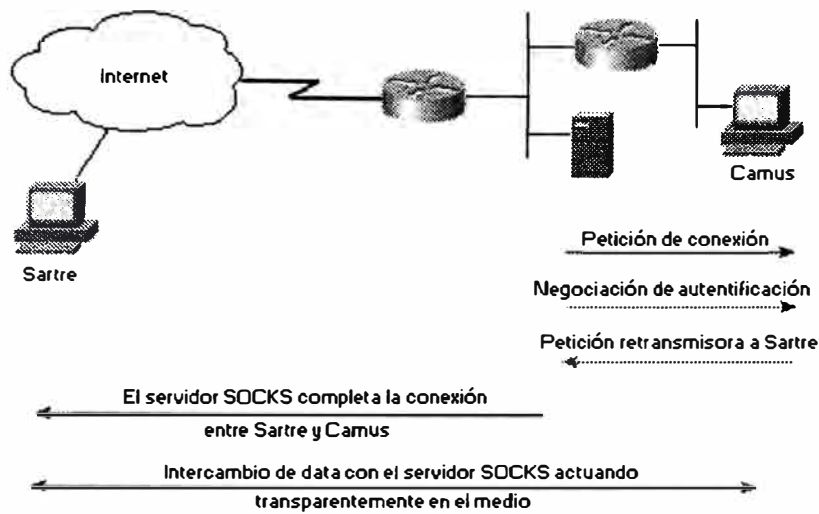 Internet
Camus
Sartre
Petición de conexión
Negociación de autentificación
Petición retransmisora a Sartre
El servidor SOCKS completa la conexión
entre Sartre y Camus
Intercambio de data con el servidor SOCKS actuando
transparentemente en el medio